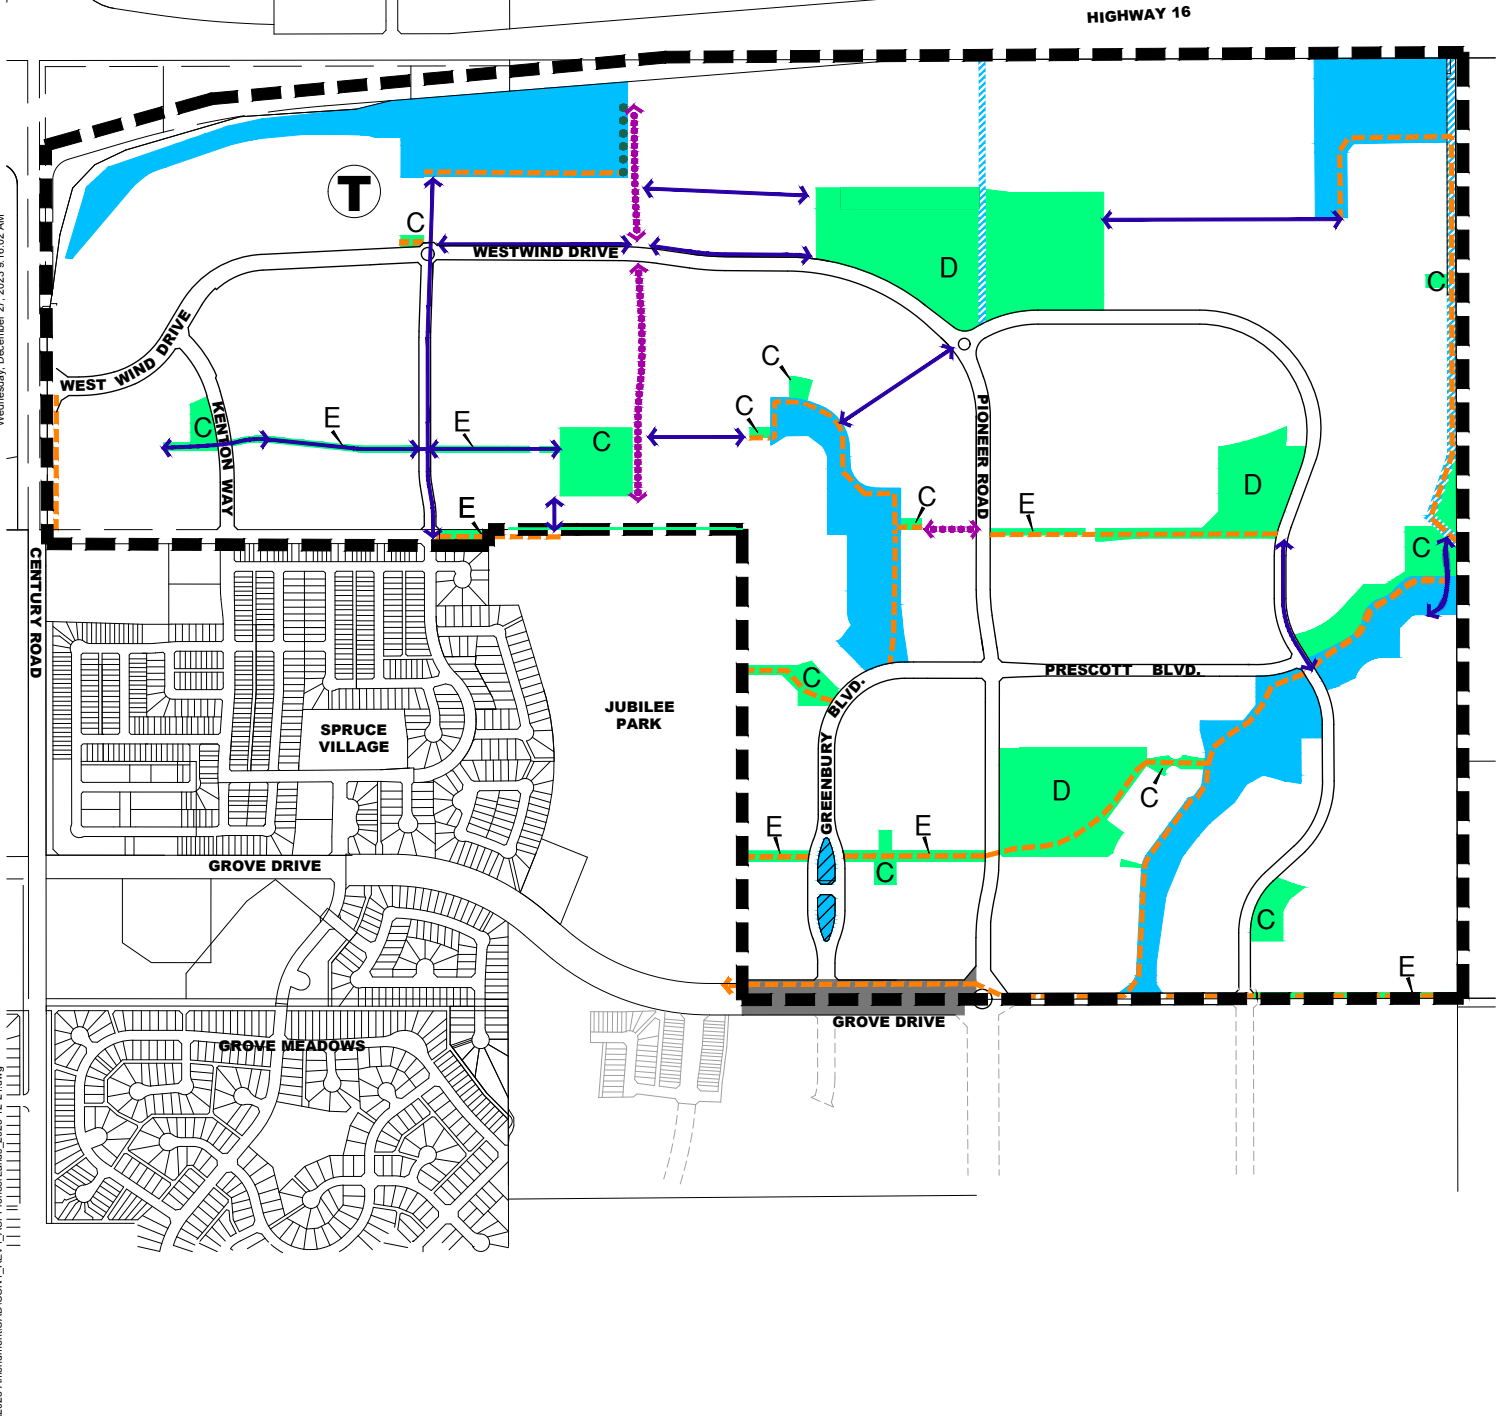 HIGHWAY 16
T
C
WESTWIND DRIVE
D
C
WEST WIND DRIVE
KENTON WAY
C
E
E
C
C
C
PIONEER ROAD
D
E
C
E
C
CENTURY ROAD
C
PRESCOTT BLVD.
GREENBURY BLVD.
JUBILEE
PARK
SPRUCE
VILLAGE
D
C
E
E
C
GROVE DRIVE
C
E
GROVE DRIVE
GROVE MEADOWS